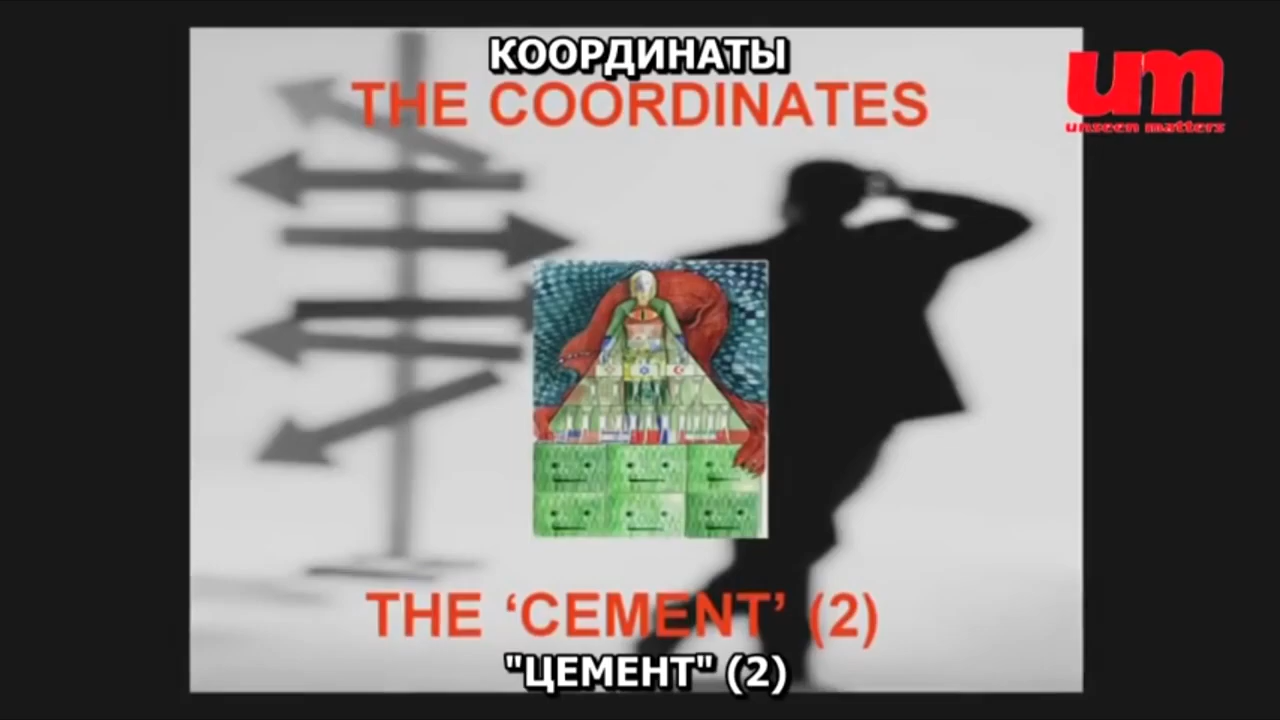 КООРДИНАТЫ
THE COORDINATES
um
unseen matters
THE ‘CEMENT’ (2)
"ЦЕМЕНТ" (2)